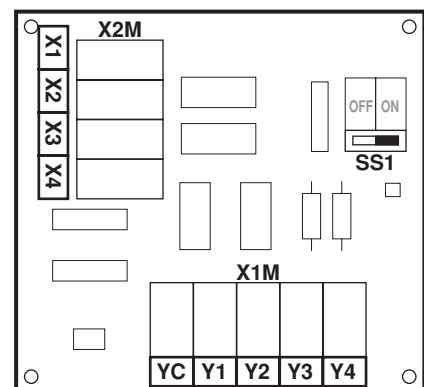 X2M
X1
X2
X3
X4
OFF ON
SS1
X1M
YC Y1 Y2 Y3 Y4